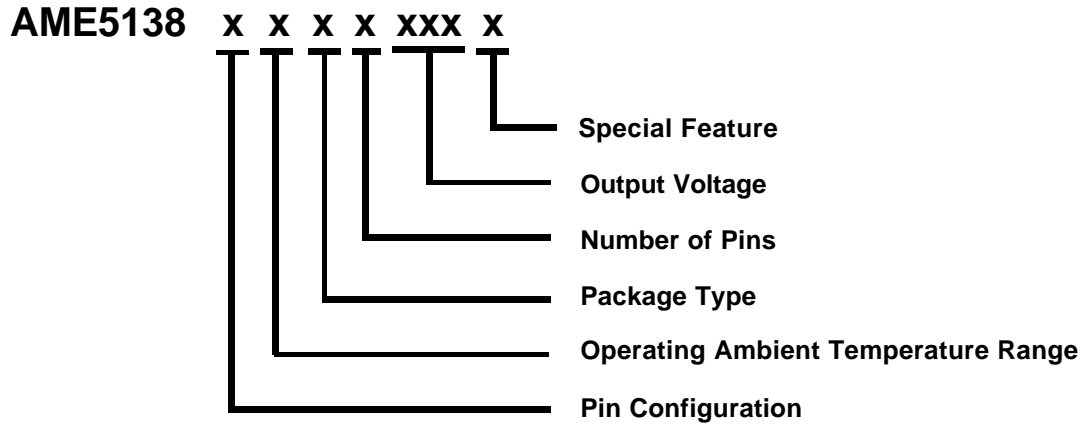 AME5138 x x x x xxx x
Special Feature
Output Voltage
Number of Pins
Package Type
Operating Ambient Temperature Range
Pin Configuration